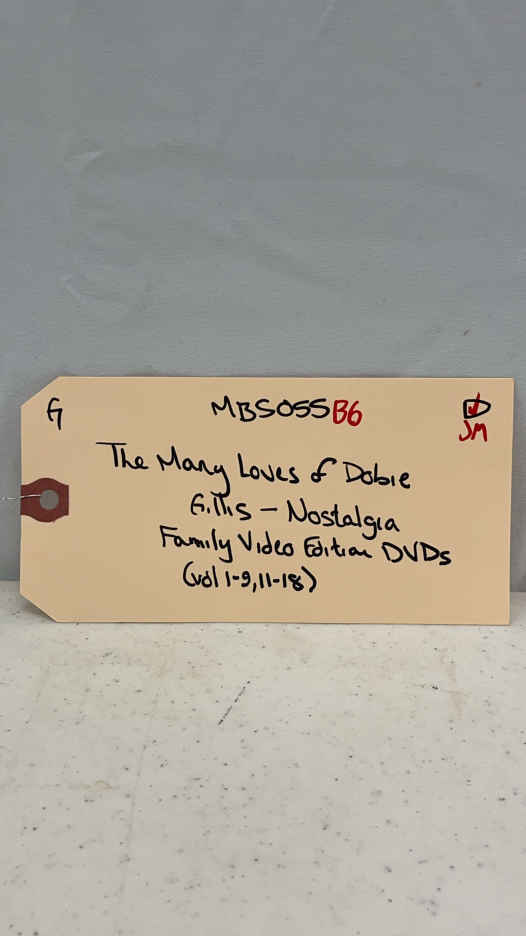 G
MBS055B6
JM
The Many Loves of Dobie
Gillis - Nostalgia
Family Video Edition DVDs
(vol 1-9, 11-18)